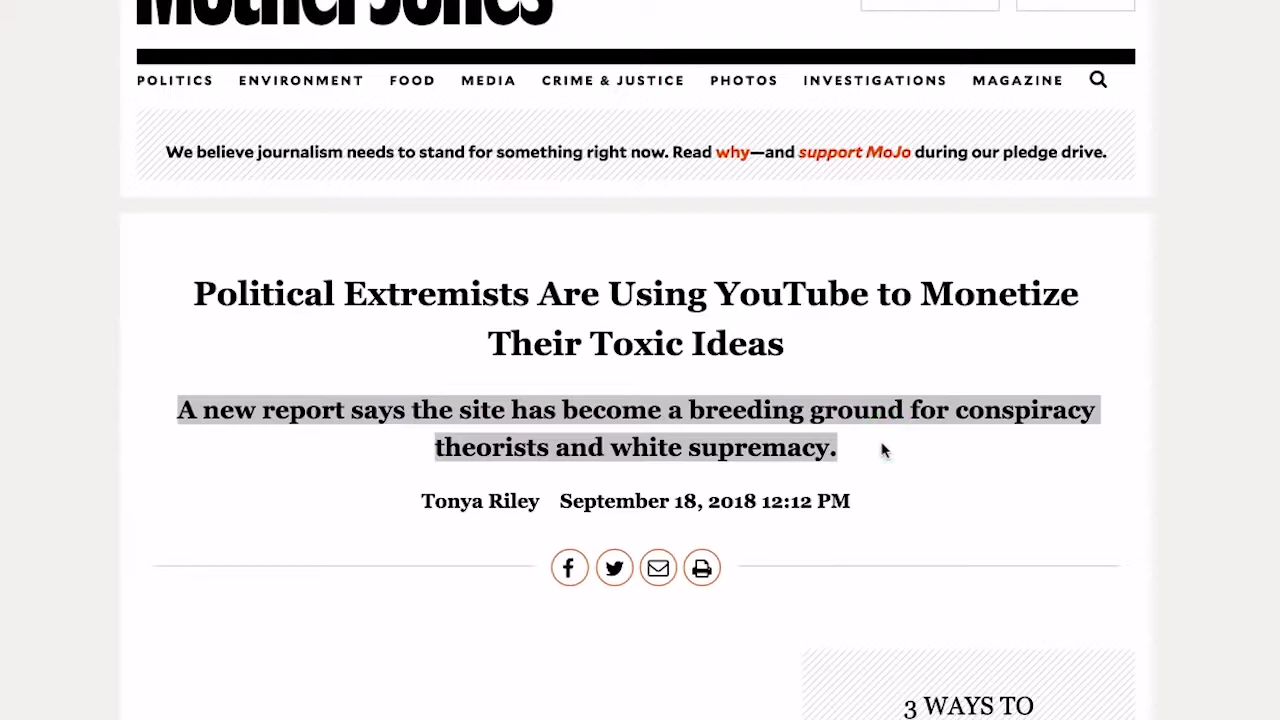 Mother Jones
POLITICS ENVIRONMENT FOOD MEDIA CRIME & JUSTICE PHOTOS INVESTIGATIONS MAGAZINE
We believe journalism needs to stand for something right now. Read why—and support MoJo during our pledge drive.
Political Extremists Are Using YouTube to Monetize
Their Toxic Ideas
A new report says the site has become a breeding ground for conspiracy
theorists and white supremacy.
Tonya Riley September 18, 2018 12:12 PM
3 WAYS TO